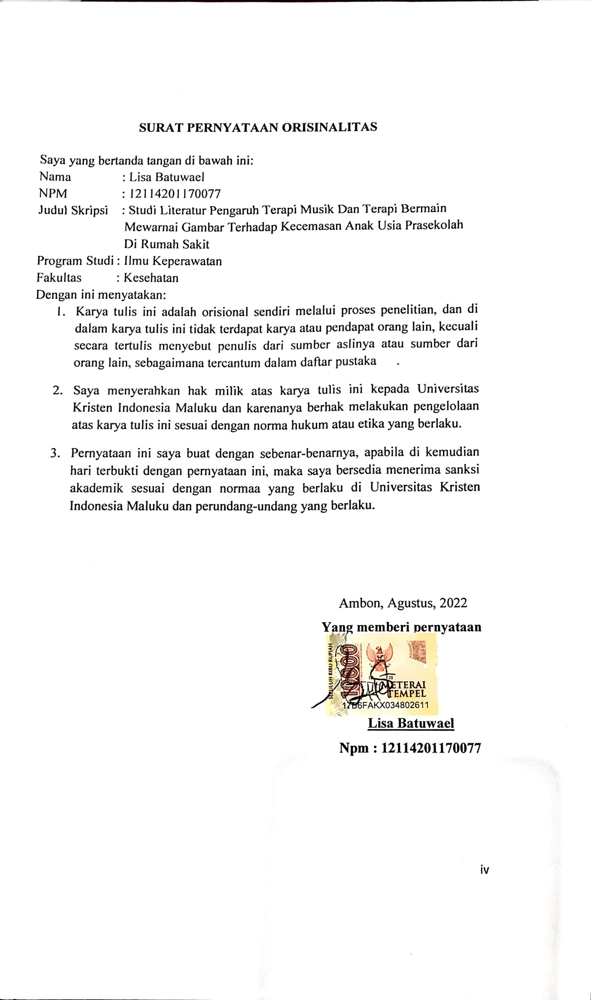 SURAT PERNYATAAN ORISINALITAS
Saya yang bertanda tangan di bawah ini:
Nama : Lisa Batuwael
NPM : 12114201170077
Judul Skripsi : Studi Literatur Pengaruh Terapi Musik Dan Terapi Bermain
Mewarnai Gambar Terhadap Kecemasan Anak Usia Prasekolah
Di Rumah Sakit
Program Studi : Ilmu Keperawatan
Fakultas : Kesehatan
Dengan ini menyatakan:
1. Karya tulis ini adalah orisional sendiri melalui proses penelitian, dan di
dalam karya tulis ini tidak terdapat karya atau pendapat orang lain, kecuali
secara tertulis menyebut penulis dari sumber aslinya atau sumber dari
orang lain, sebagaimana tercantum dalam daftar pustaka .
2. Saya menyerahkan hak milik atas karya tulis ini kepada Universitas
Kristen Indonesia Maluku dan karenanya berhak melakukan pengelolaan
atas karya tulis ini sesuai dengan norma hukum atau etika yang berlaku.
3. Pernyataan ini saya buat dengan sebenar-benarnya, apabila di kemudian
hari terbukti dengan pernyataan ini, maka saya bersedia menerima sanksi
akademik sesuai dengan normaa yang berlaku di Universitas Kristen
Indonesia Maluku dan perundang-undang yang berlaku.
Ambon, Agustus, 2022
Yang memberi pernyataan
SEPULUH RIBU RUPIAH
10000
METERAI
TEMPEL
17B6FAKX034802611
Lisa Batuwael
Npm : 12114201170077
iv